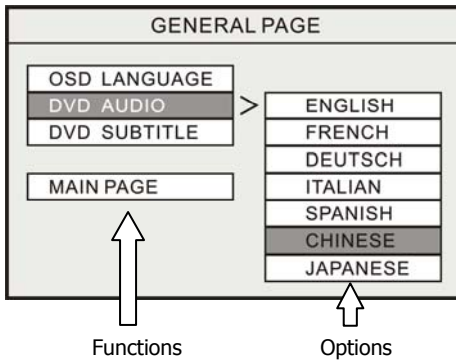 GENERAL PAGE
OSD LANGUAGE
DVD AUDIO >
DVD SUBTITLE
MAIN PAGE
ENGLISH
FRENCH
DEUTSCH
ITALIAN
SPANISH
CHINESE
JAPANESE
Functions
Options